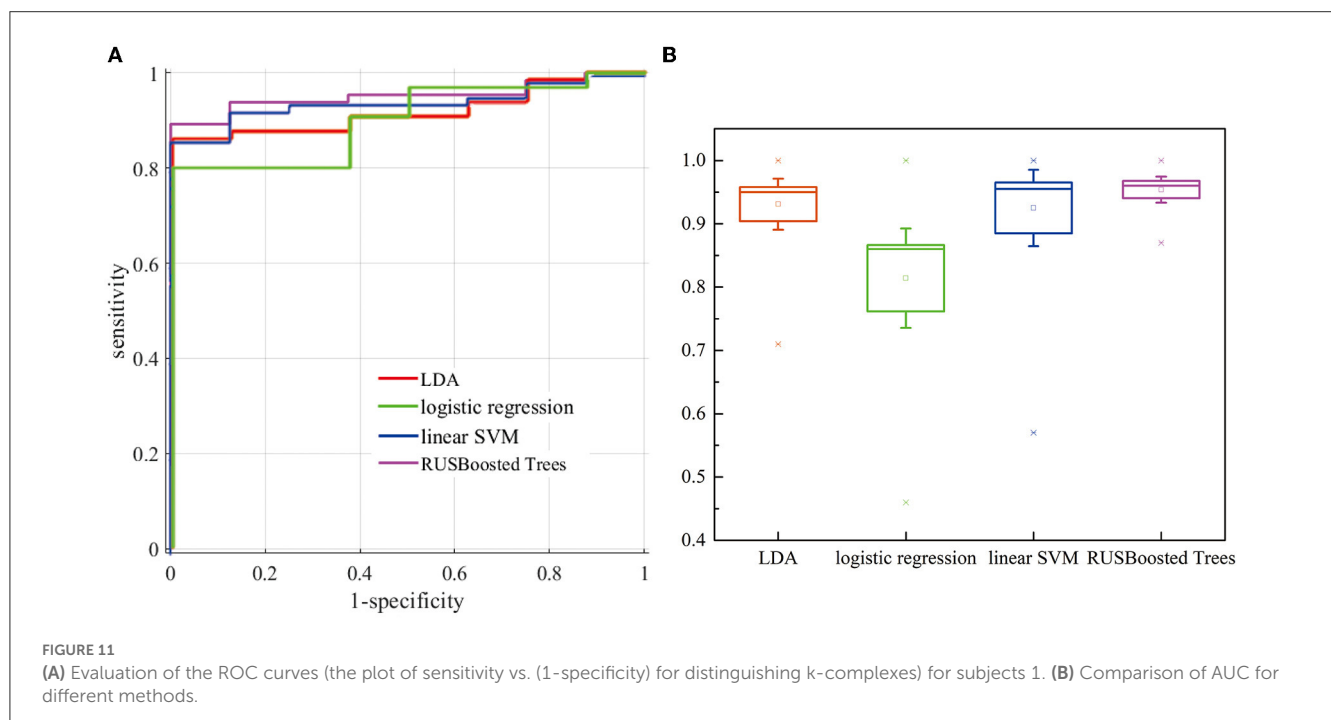 (A)
1
0.8
0.6
0.4
0.2
0
sensitivity
LDA
logistic regression
linear SVM
RUSBoosted Trees
0 0.2 0.4 0.6 0.8 1
1-specificity
(B)
1.0
0.9
0.8
0.7
0.6
0.5
0.4
LDA logistic regression linear SVM RUSBoosted Trees
FIGURE 11
(A) Evaluation of the ROC curves (the plot of sensitivity vs. (1-specificity) for distinguishing k-complexes) for subjects 1. (B) Comparison of AUC for
different methods.